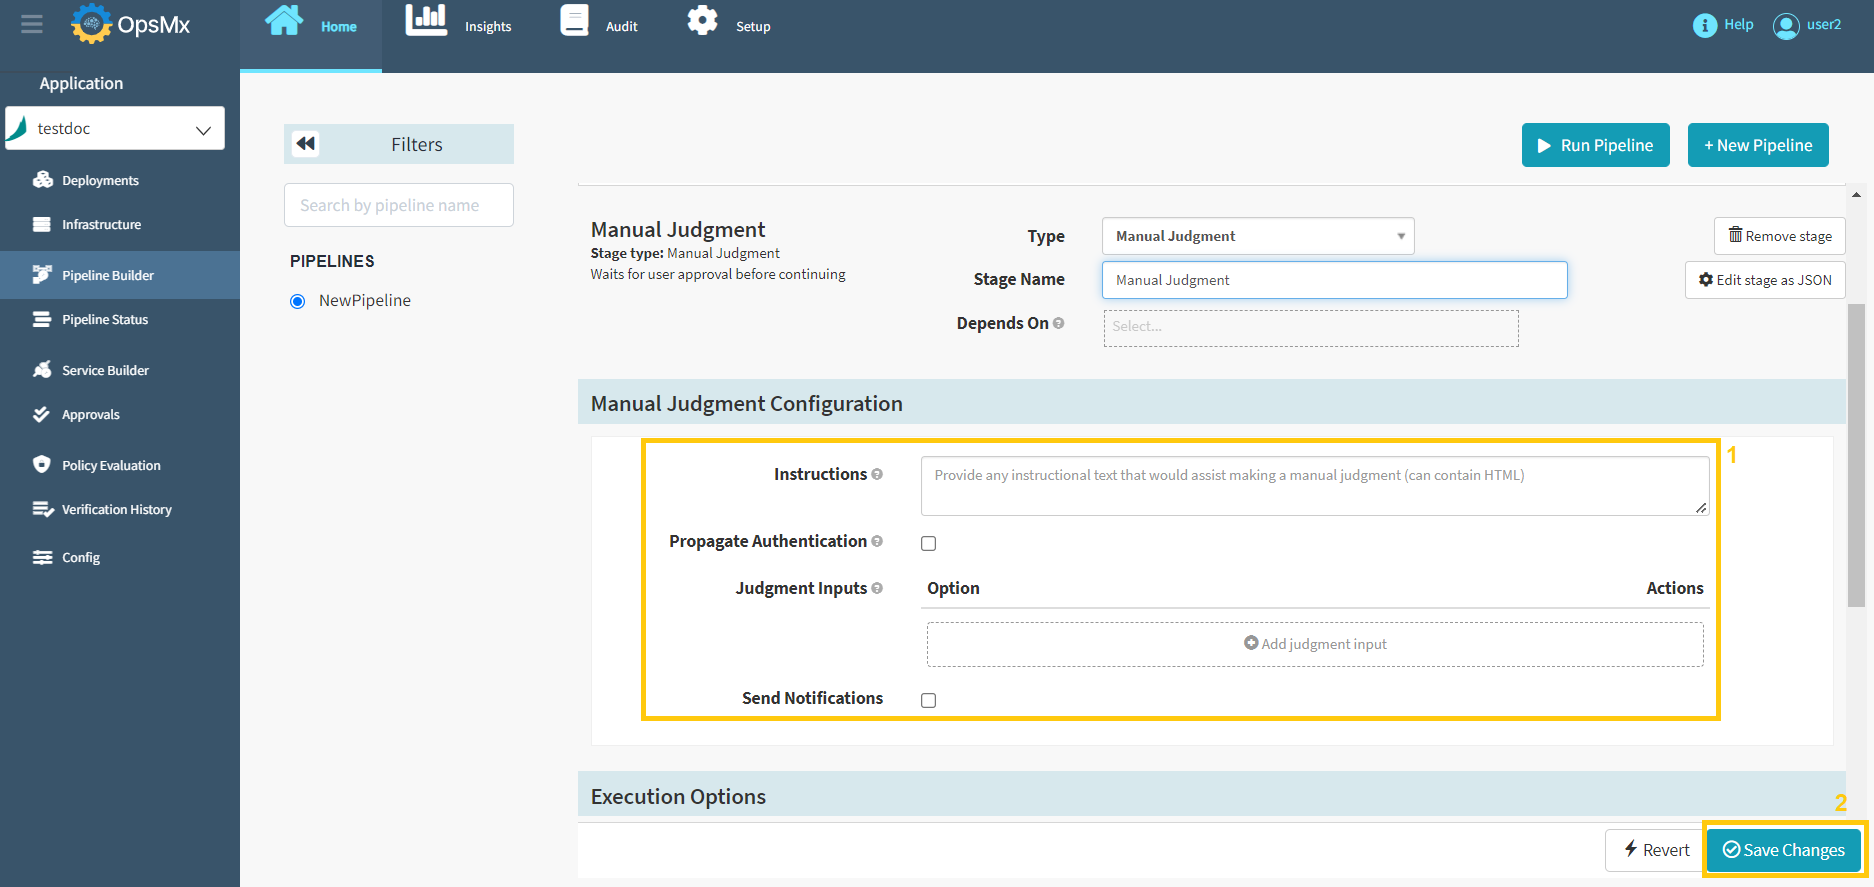 OpsMx
Home
Insights
Audit
Setup
Help
user2
Application
testdoc
Deployments
Infrastructure
Pipeline Builder
Pipeline Status
Service Builder
Approvals
Policy Evaluation
Verification History
Config
Filters
Search by pipeline name
PIPELINES
NewPipeline
Run Pipeline
+ New Pipeline
Manual Judgment
Stage type: Manual Judgment
Waits for user approval before continuing
Type
Manual Judgment
Remove stage
Stage Name
Manual Judgment
Edit stage as JSON
Depends On
Select...
Manual Judgment Configuration
1
Instructions
Provide any instructional text that would assist making a manual judgment (can contain HTML)
Propagate Authentication
Judgment Inputs
Option
Actions
Add judgment input
Send Notifications
Execution Options
2
Revert
Save Changes